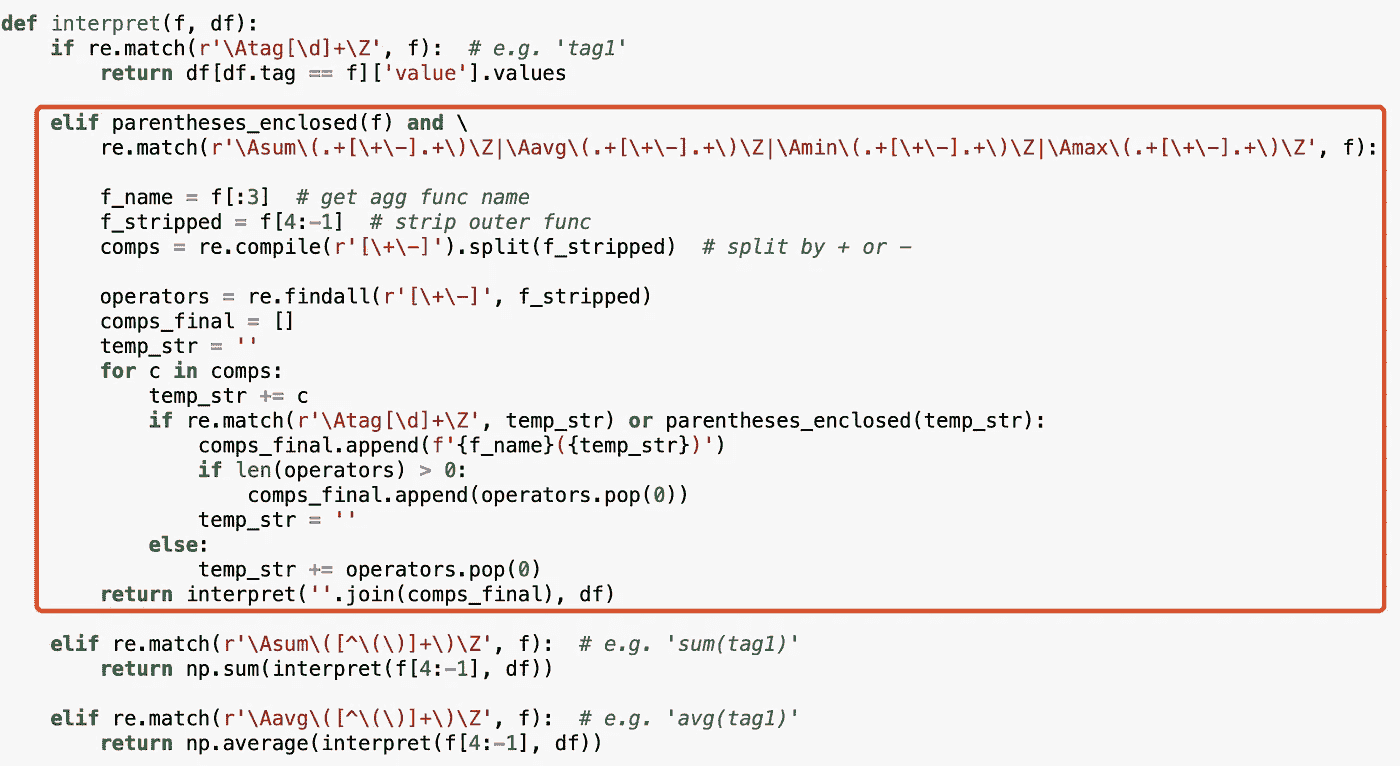 def interpret(f, df):
    if re.match(r'\Atag[\d]+\Z', f):  # e.g. 'tag1'
        return df[df.tag == f]['value'].values

    elif parentheses_enclosed(f) and \
        re.match(r'\Asum\(.+[\+\-].+\)\Z|\Aavg\(.+[\+\-].+\)\Z|\Amin\(.+[\+\-].+\)\Z|\Amax\(.+[\+\-].+\)\Z', f):

        f_name = f[:3]  # get agg func name
        f_stripped = f[4:-1]  # strip outer func
        comps = re.compile(r'[\+\-]').split(f_stripped)  # split by + or -

        operators = re.findall(r'[\+\-]', f_stripped)
        comps_final = []
        temp_str = ''
        for c in comps:
            temp_str += c
            if re.match(r'\Atag[\d]+\Z', temp_str) or parentheses_enclosed(temp_str):
                comps_final.append(f'{f_name}({temp_str})')
                if len(operators) > 0:
                    comps_final.append(operators.pop(0))
                temp_str = ''
            else:
                temp_str += operators.pop(0)
        return interpret(''.join(comps_final), df)

    elif re.match(r'\Asum\([^\(\)]+\)\Z', f):  # e.g. 'sum(tag1)'
        return np.sum(interpret(f[4:-1], df))

    elif re.match(r'\Aavg\([^\(\)]+\)\Z', f):  # e.g. 'avg(tag1)'
        return np.average(interpret(f[4:-1], df))